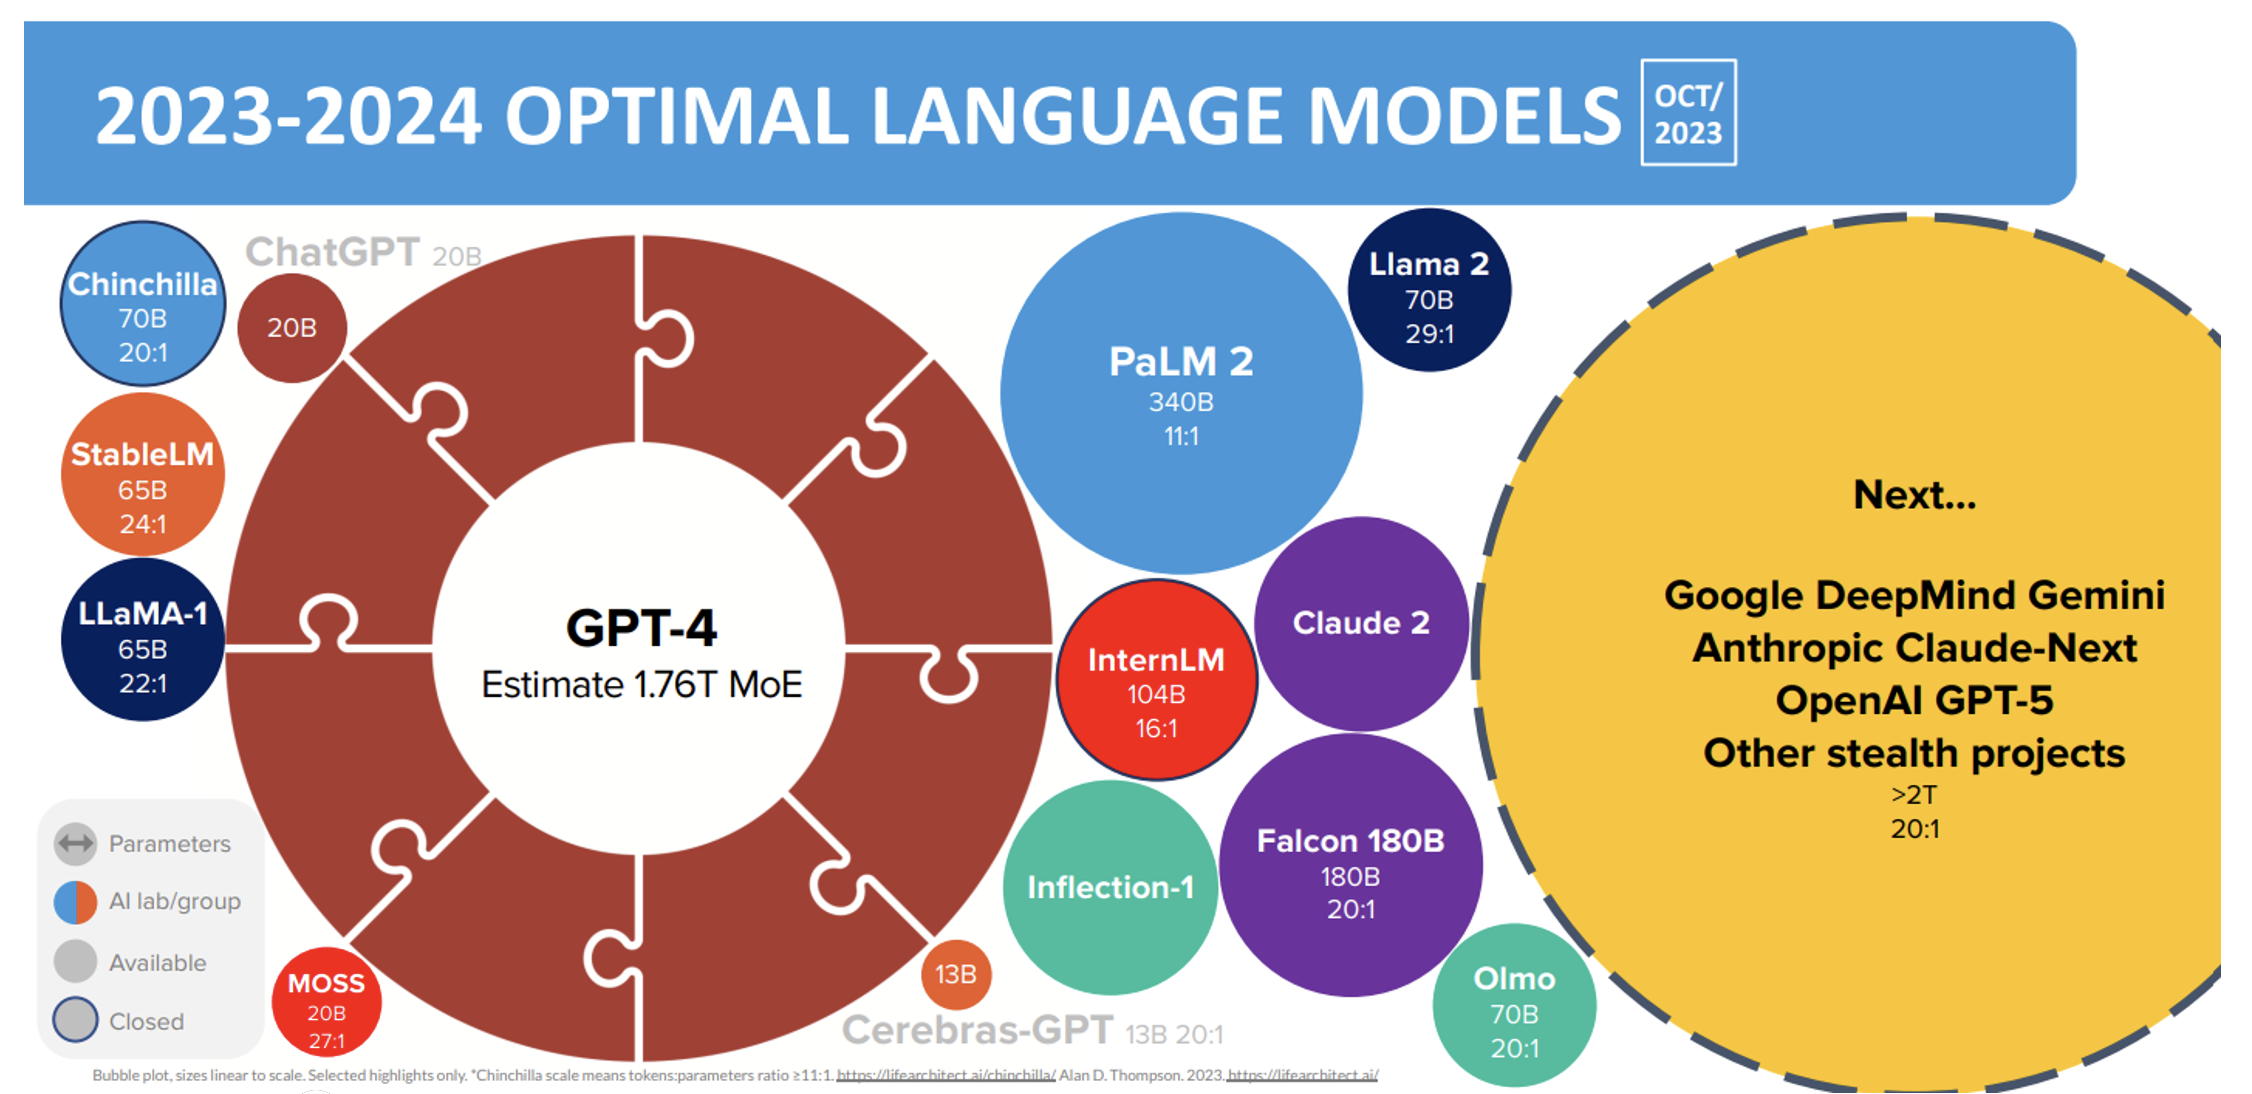 2023-2024 OPTIMAL LANGUAGE MODELS
OCT/
2023
Chinchilla
70B
20:1
ChatGPT 20B
20B
StableLM
65B
24:1
LLaMA-1
65B
22:1
GPT-4
Estimate 1.76T MoE
PaLM 2
340B
11:1
Llama 2
70B
29:1
Claude 2
InternLM
104B
16:1
Inflection-1
Falcon 180B
180B
20:1
Olmo
70B
20:1
Next...
Google DeepMind Gemini
Anthropic Claude-Next
OpenAI GPT-5
Other stealth projects
>2T
20:1
Parameters
AI lab/group
Available
Closed
MOSS
20B
27:1
13B
Cerebras-GPT 13B 20:1
Bubble plot, sizes linear to scale. Selected highlights only. *Chinchilla scale means tokens:parameters ratio ≥11:1. https://lifearchitect.ai/chinchilla/ Alan D. Thompson. 2023. https://lifearchitect.ai/